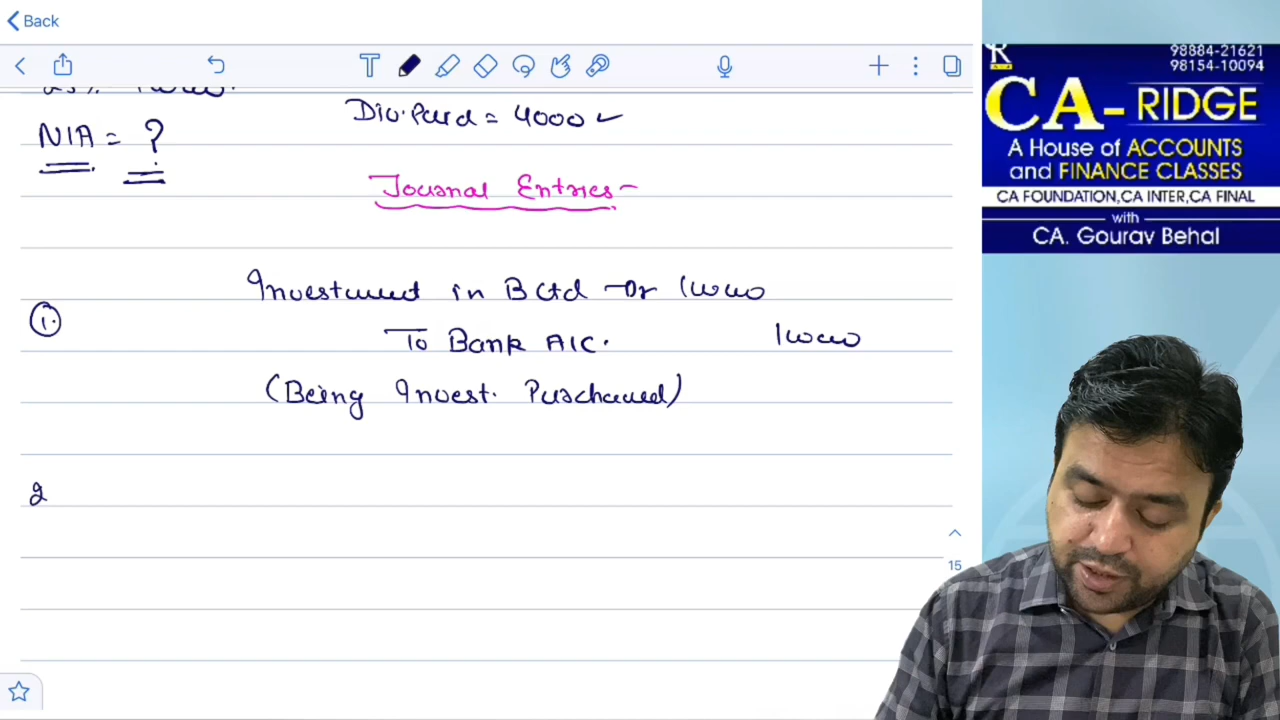 Back
Div. Paid = 4000 ✓
NIA = ?
Journal Entries -
Investment in B Ltd Dr 10000
① To Bank A/C. 10000
(Being Invest. Purchased)
2
15
98884-21621
98154-10094
CA-RIDGE
A House of ACCOUNTS
and FINANCE CLASSES
CA FOUNDATION,CA INTER,CA FINAL
with
CA. Gourav Behal